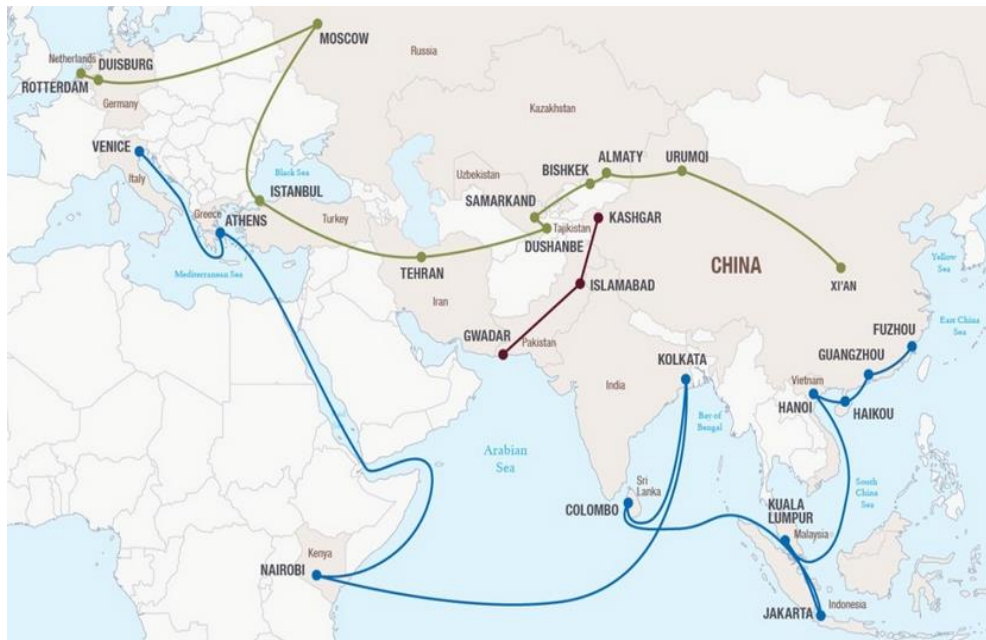 MOSCOW
Netherlands
DUISBURG
Russia
ROTTERDAM
Germany
Kazakhstan
VENICE
ALMATY
URUMQI
BISHKEK
Black Sea
Italy
Uzbekistan
ISTANBUL
SAMARKAND
Greece
ATHENS
Turkey
KASHGAR
Tajikistan
DUSHANBE
Yellow
Sea
Mediterranean Sea
TEHRAN
CHINA
ISLAMABAD
XI'AN
Iran
East China
Sea
FUZHOU
GWADAR
Pakistan
KOLKATA
GUANGZHOU
India
Vietnam
HANOI
HAIKOU
Bay of
Bengal
Arabian
Sea
Sri
Lanka
South
China
Sea
COLOMBO
KUALA
LUMPUR
Malaysia
Kenya
NAIROBI
JAKARTA
Indonesia